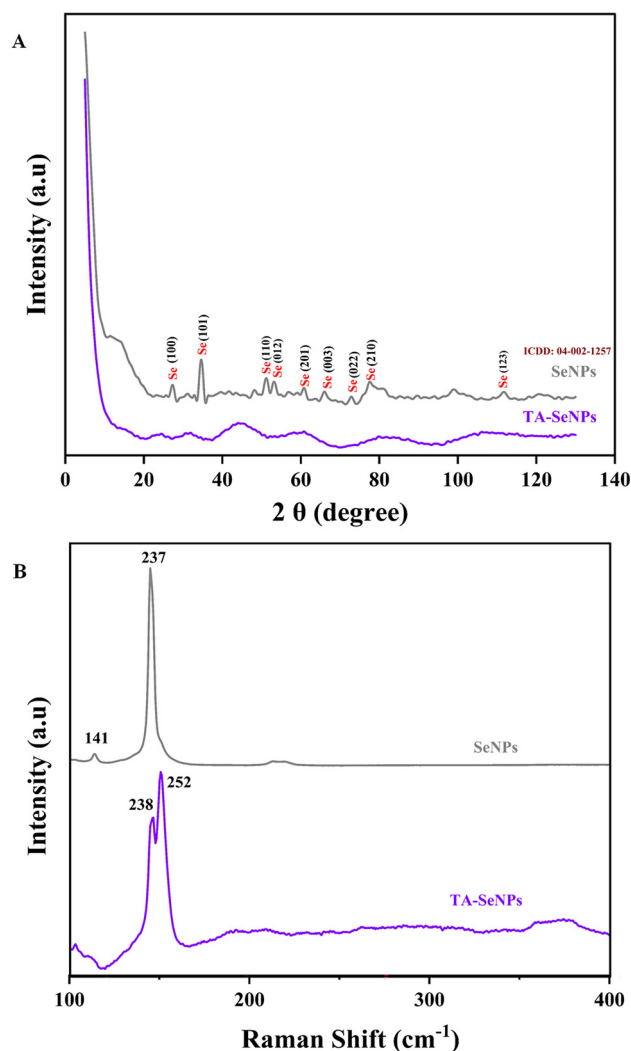 A
Intensity (a.u)
Se (100)
Se (101)
Se (110)
Se (012)
Se (201)
Se (003)
Se (022)
Se (210)
Se (123)
ICDD: 04-002-1257
SeNPs
TA-SeNPs
0 20 40 60 80 100 120 140
2 θ (degree)
B
Intensity (a.u)
237
141
SeNPs
252
238
TA-SeNPs
100 200 300 400
Raman Shift (cm⁻¹)